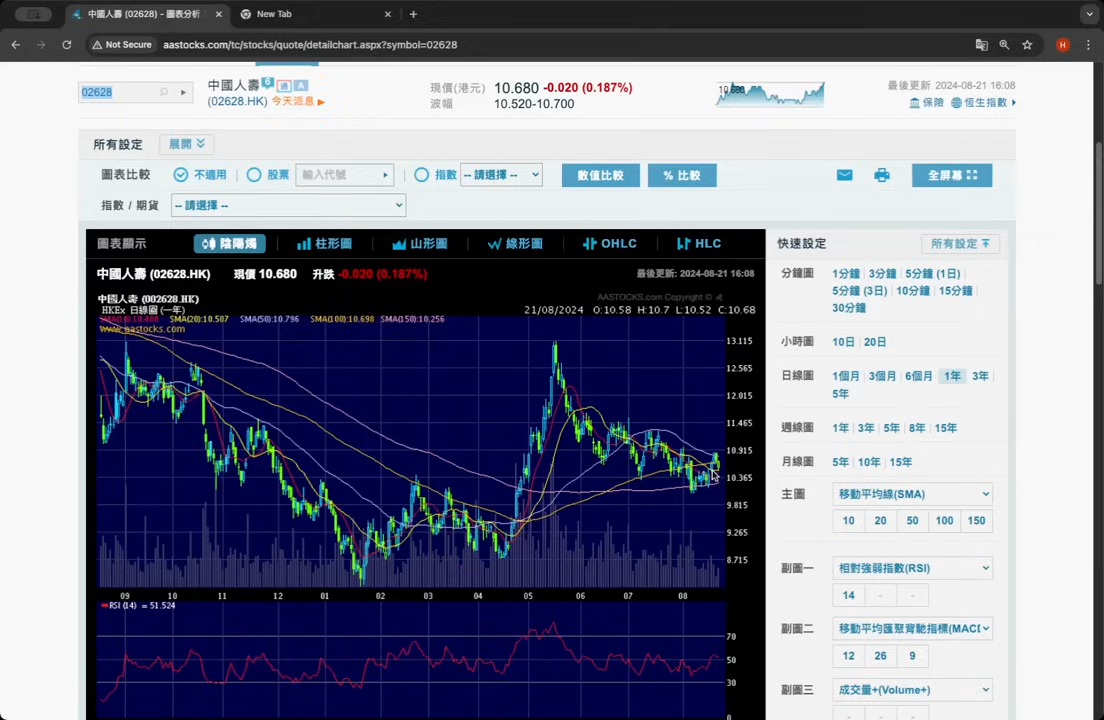 中國人壽 (02628) - 圖表分析
New Tab
Not Secure aastocks.com/tc/stocks/quote/detailchart.aspx?symbol=02628
02628
中國人壽 6 通 A
(02628.HK) 今天派息
現價(港元) 10.680 -0.020 (0.187%)
波幅 10.520-10.700
10.680
最後更新 2024-08-21 16:08
保險 恆生指數
所有設定 展開
圖表比較 不適用 股票 輸入代號 指數 -- 請選擇 -- 數值比較 % 比較 全屏幕
指數 / 期貨 -- 請選擇 --
圖表顯示 陰陽燭 柱形圖 山形圖 線形圖 OHLC HLC
中國人壽 (02628.HK) 現價 10.680 升跌 -0.020 (0.187%) 最後更新: 2024-08-21 16:08
中國人壽 (002628.HK) AASTOCKS.com Copyright ©
HKEx 日線圖 (一年) 21/08/2024 O:10.58 H:10.7 L:10.52 C:10.68
SMA(20)=10.507 SMA(50)=10.796 SMA(100)=10.698 SMA(150)=10.256
www.aastocks.com
13.115
12.565
12.015
11.465
10.915
10.365
9.815
9.265
8.715
09 10 11 12 01 02 03 04 05 06 07 08
RSI (14) = 51.524
70
50
30
0
快速設定 所有設定
分鐘圖 1分鐘 3分鐘 5分鐘 (1日)
5分鐘 (3日) 10分鐘 15分鐘
30分鐘
小時圖 10日 20日
日線圖 1個月 3個月 6個月 1年 3年
5年
週線圖 1年 3年 5年 8年 15年
月線圖 5年 10年 15年
主圖 移動平均線(SMA)
10 20 50 100 150
副圖一 相對強弱指數(RSI)
14 - -
副圖二 移動平均匯聚背馳指標(MACD
12 26 9
副圖三 成交量+(Volume+)
- - -
H